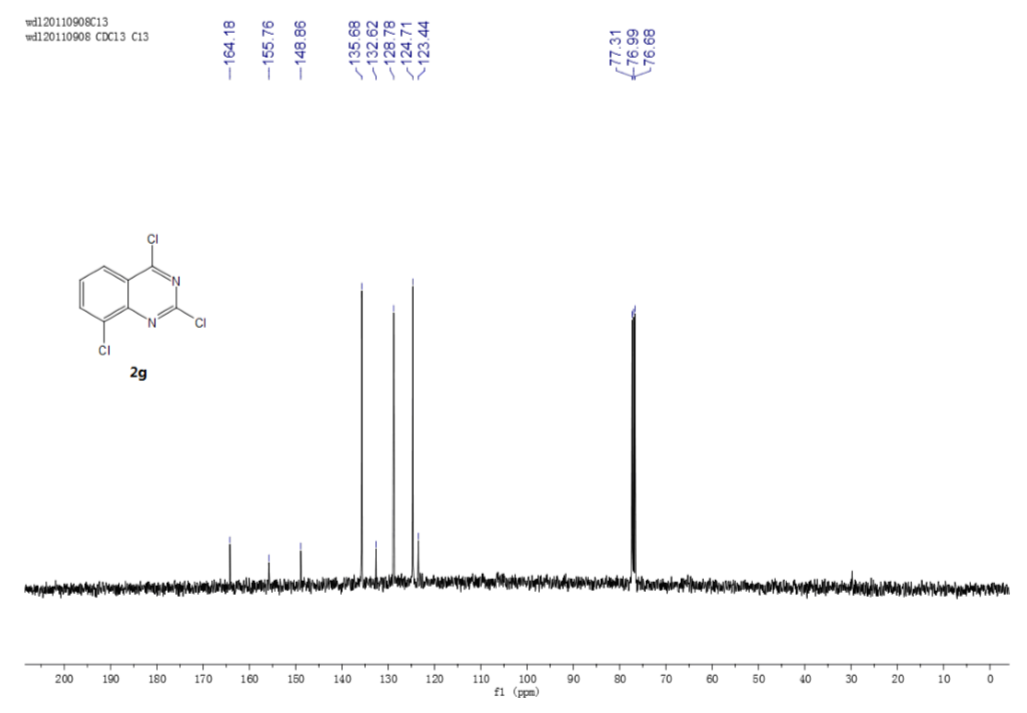 wdl20110908C13
wdl20110908 CDCl3 C13
164.18
155.76
148.86
135.68
132.62
128.78
124.71
123.44
77.31
76.99
76.68
Cl
N
N
Cl
Cl
2g
200 190 180 170 160 150 140 130 120 110 100 90 80 70 60 50 40 30 20 10 0
f1 (ppm)